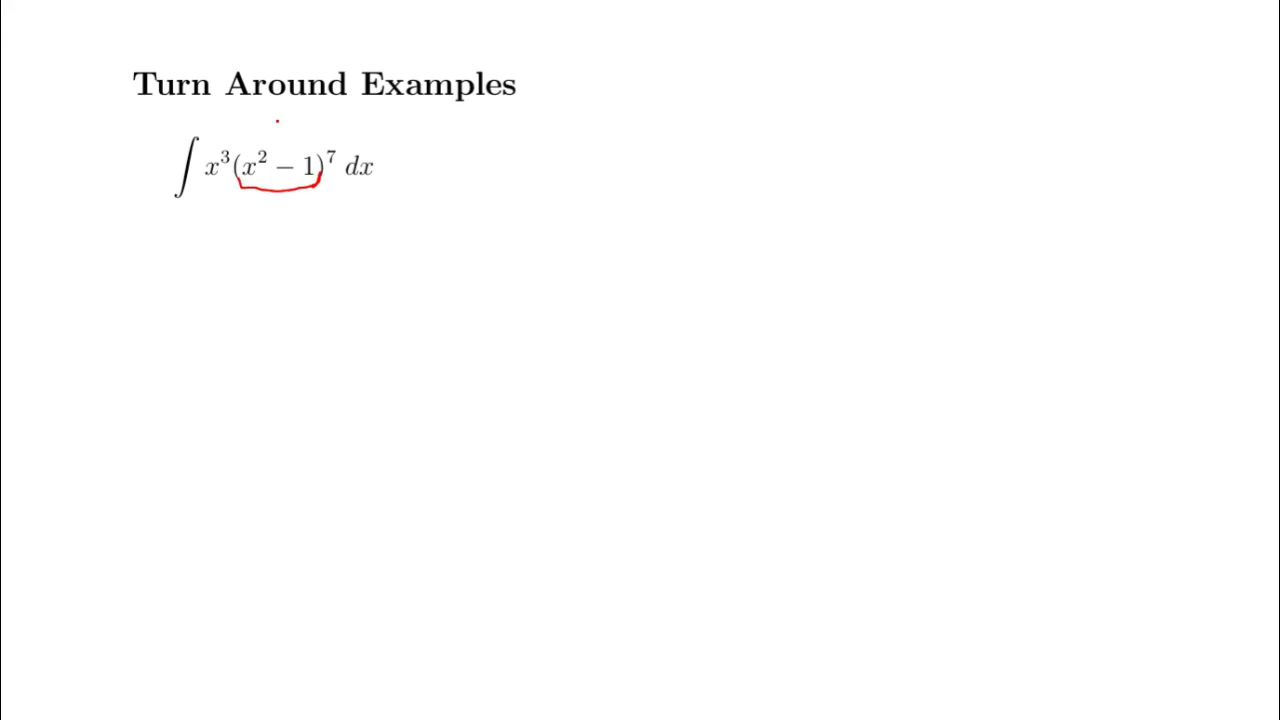 Turn Around Examples
∫ x³(x² − 1)⁷ dx